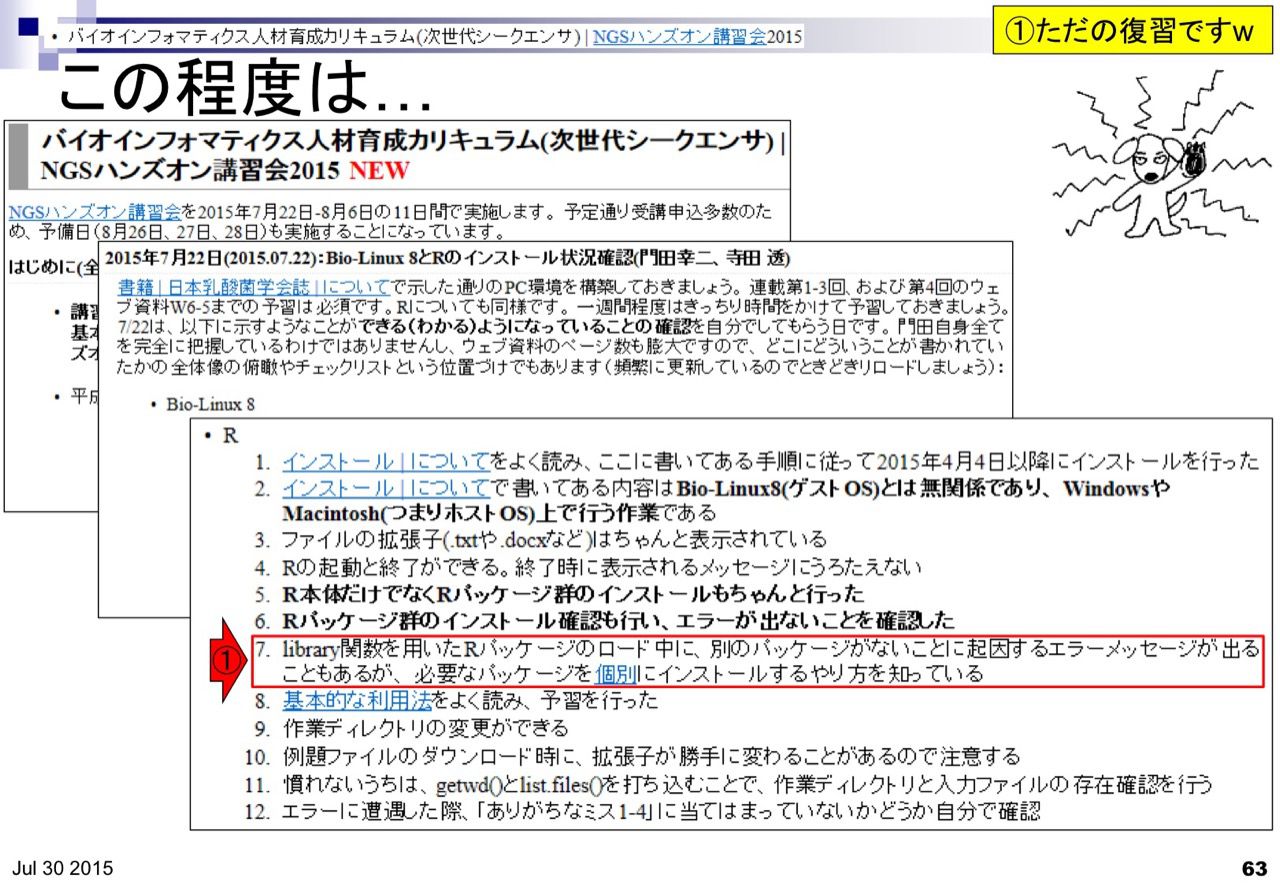 ・ バイオインフォマティクス人材育成カリキュラム(次世代シークエンサ) | NGSハンズオン講習会2015
①ただの復習ですw
この程度は…
バイオインフォマティクス人材育成カリキュラム(次世代シークエンサ) |
NGSハンズオン講習会2015 NEW
NGSハンズオン講習会を2015年7月22日-8月6日の11日間で実施します。予定通り受講申込多数のた
め、予備日(8月26日、27日、28日)も実施することになっています。
はじめに(全
・ 講習
基本
ズオ
・ 平成
2015年7月22日(2015.07.22)：Bio-Linux 8とRのインストール状況確認(門田幸二、寺田 透)
書籍 | 日本乳酸菌学会誌 | についてで示した通りのPC環境を構築しておきましょう。連載第1-3回、および第4回のウェ
ブ資料W6-5までの予習は必須です。Rについても同様です。一週間程度はきっちり時間をかけて予習しておきましょう。
7/22は、以下に示すようなことができる(わかる)ようになっていることの確認を自分でしてもらう日です。門田自身全て
を完全に把握しているわけではありませんし、ウェブ資料のページ数も膨大ですので、どこにどういうことが書かれてい
たかの全体像の俯瞰やチェックリストという位置づけでもあります(頻繁に更新しているのでときどきリロードしましょう)：
・ Bio-Linux 8
・ R
1. インストール | についてをよく読み、ここに書いてある手順に従って2015年4月4日以降にインストールを行った
2. インストール | についてで書いてある内容はBio-Linux8(ゲストOS)とは無関係であり、Windowsや
Macintosh(つまりホストOS)上で行う作業である
3. ファイルの拡張子(.txtや.docxなど)はちゃんと表示されている
4. Rの起動と終了ができる。終了時に表示されるメッセージにうろたえない
5. R本体だけでなくRパッケージ群のインストールもちゃんと行った
6. Rパッケージ群のインストール確認も行い、エラーが出ないことを確認した
①
7. library関数を用いたRパッケージのロード中に、別のパッケージがないことに起因するエラーメッセージが出る
こともあるが、必要なパッケージを個別にインストールするやり方を知っている
8. 基本的な利用法をよく読み、予習を行った
9. 作業ディレクトリの変更ができる
10. 例題ファイルのダウンロード時に、拡張子が勝手に変わることがあるので注意する
11. 慣れないうちは、getwd()とlist.files()を打ち込むことで、作業ディレクトリと入力ファイルの存在確認を行う
12. エラーに遭遇した際、「ありがちなミス1-4」に当てはまっていないかどうか自分で確認
Jul 30 2015
63